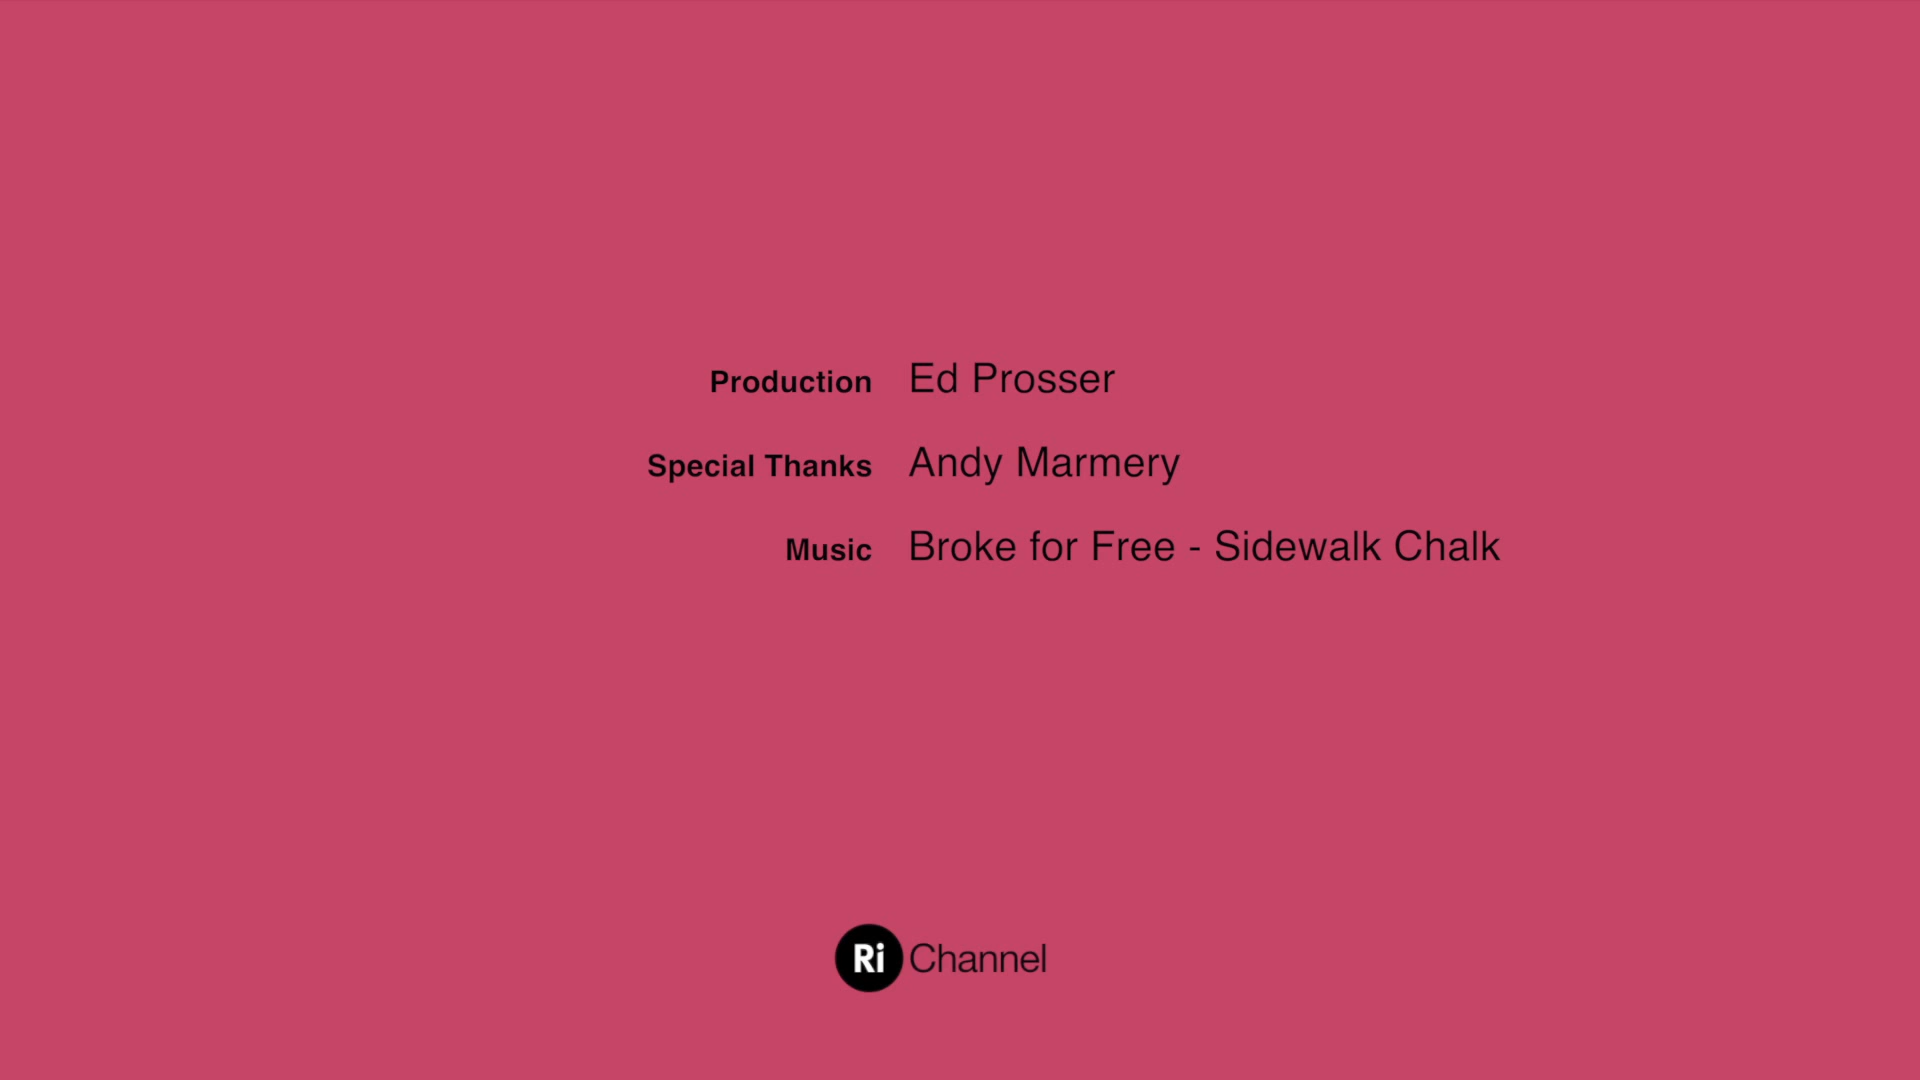 Production Ed Prosser
Special Thanks Andy Marmery
Music Broke for Free - Sidewalk Chalk
Ri Channel